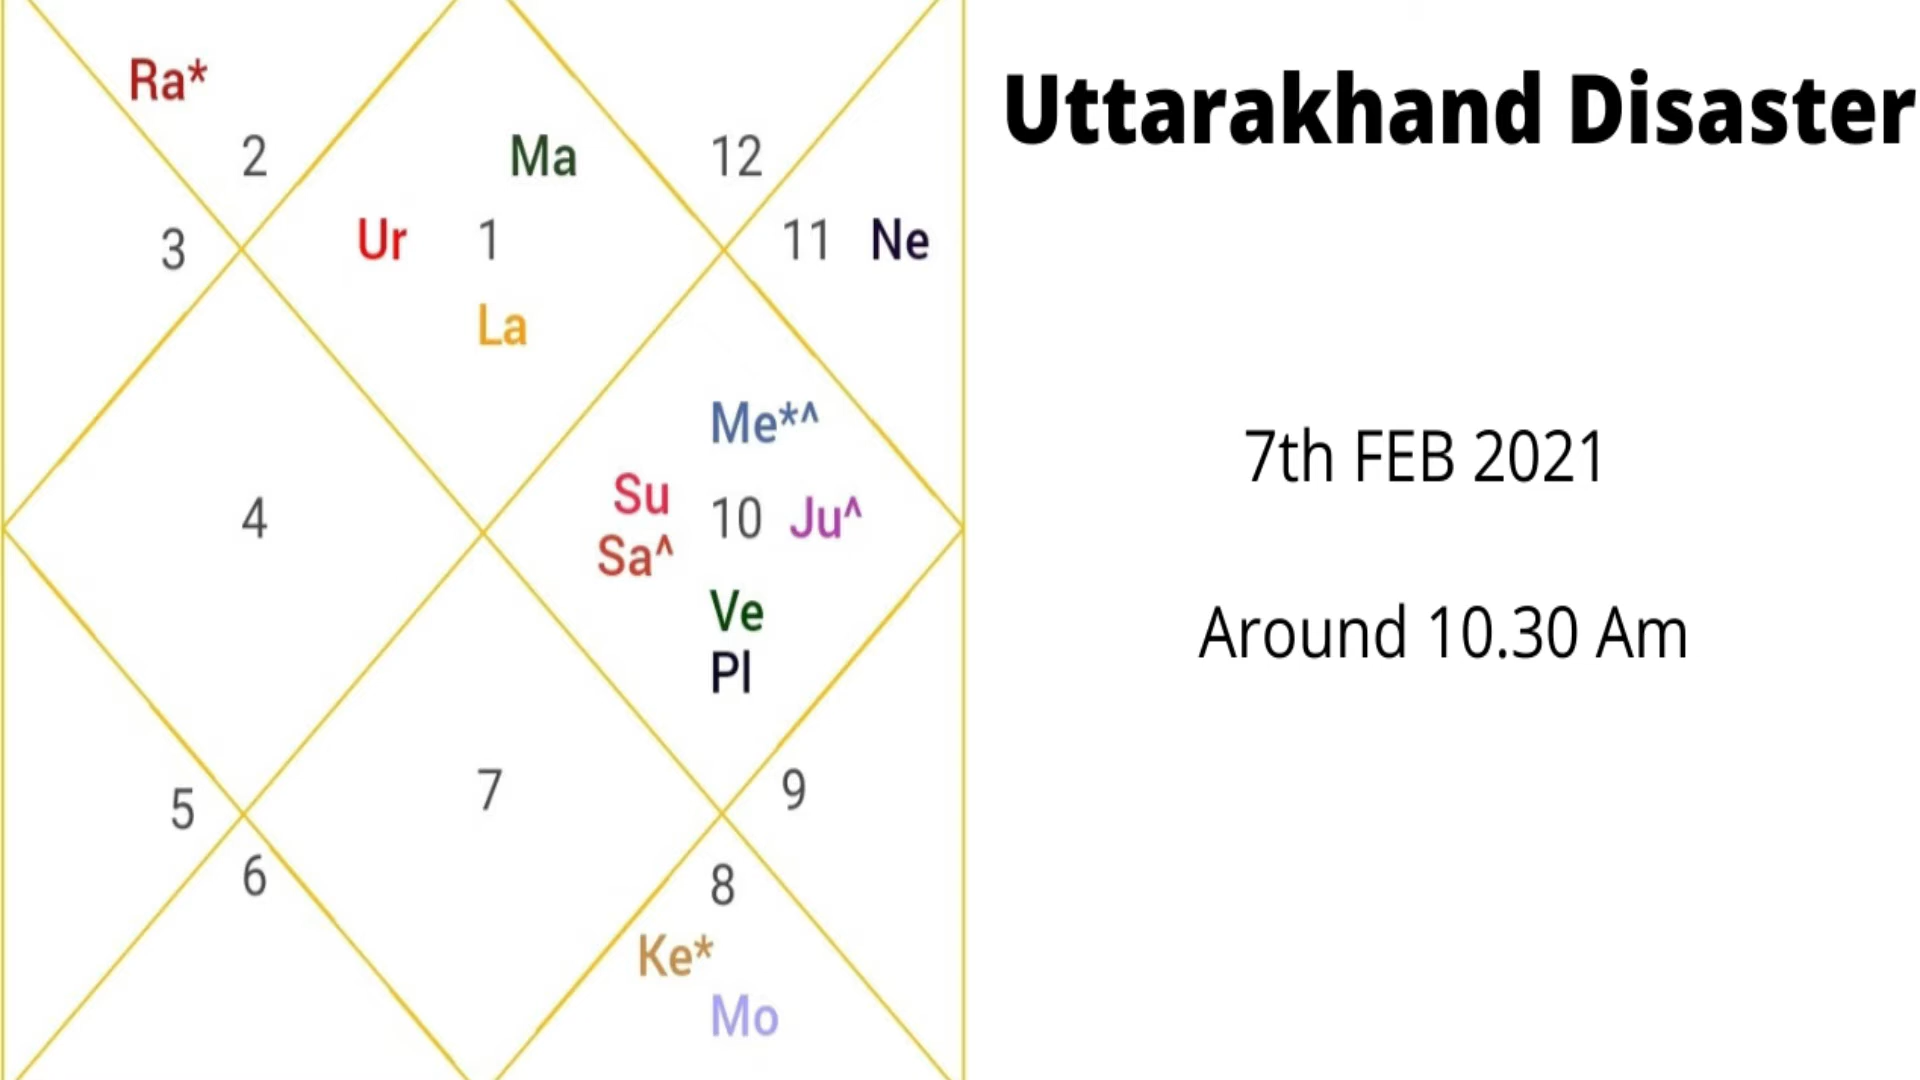 Ra*
2
Ma
12
3
Ur 1
11 Ne
La
Me*^
Su
10 Ju^
Sa^
4
Ve
Pl
7
9
5
6
8
Ke*
Mo
Uttarakhand Disaster
7th FEB 2021
Around 10.30 Am